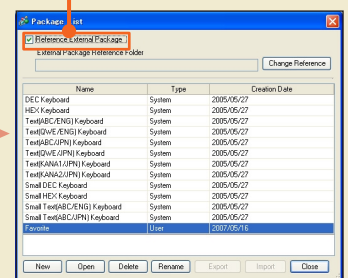 Package List
Reference External Package
External Package Reference Folder
Change Reference
Name Type Creation Date
DEC Keyboard System 2005/05/27
HEX Keyboard System 2005/05/27
Text(ABC/ENG) Keyboard System 2005/05/27
Text(QWE/ENG) Keyboard System 2005/05/27
Text(ABC/JPN) Keyboard System 2005/05/27
Text(QWE/JPN) Keyboard System 2005/05/27
Text(KANA1/JPN) Keyboard System 2005/05/27
Text(KANA2/JPN) Keyboard System 2005/05/27
Small DEC Keyboard System 2005/05/27
Small HEX Keyboard System 2005/05/27
Small Text(ABC/ENG) Keyboard System 2005/05/27
Small Text(ABC/JPN) Keyboard System 2005/05/27
Favorite User 2007/05/16
New Open Delete Rename Export Import Close